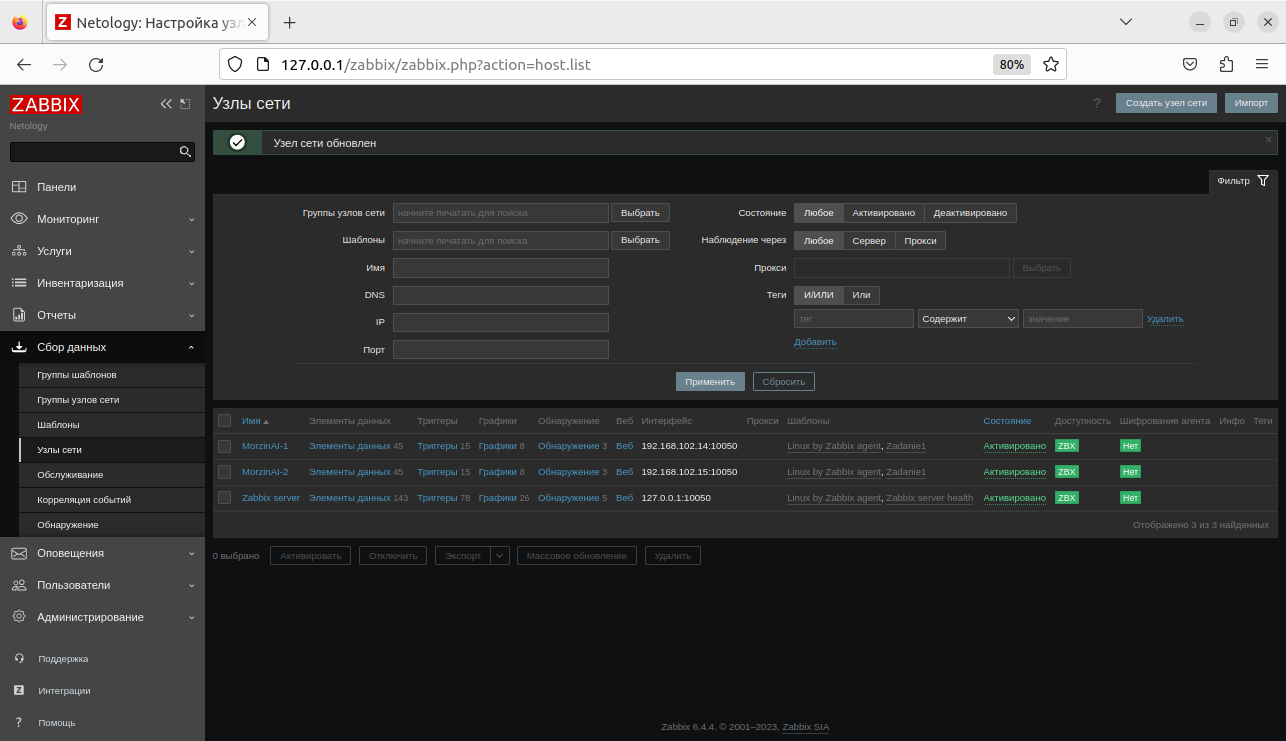 Netology: Настройка узл
127.0.0.1/zabbix/zabbix.php?action=host.list
80%
ZABBIX
Netology
Панели
Мониторинг
Услуги
Инвентаризация
Отчеты
Сбор данных
Группы шаблонов
Группы узлов сети
Шаблоны
Узлы сети
Обслуживание
Корреляция событий
Обнаружение
Оповещения
Пользователи
Администрирование
Поддержка
Интеграции
Помощь
Узлы сети
? Создать узел сети Импорт
Узел сети обновлен
Фильтр
Группы узлов сети начните печатать для поиска Выбрать
Шаблоны начните печатать для поиска Выбрать
Имя
DNS
IP
Порт
Состояние Любое Активировано Деактивировано
Наблюдение через Любое Сервер Прокси
Прокси Выбрать
Теги И/ИЛИ Или
тег Содержит значение Удалить
Добавить
Применить Сбросить
Имя Элементы данных Триггеры Графики Обнаружение Веб Интерфейс Прокси Шаблоны Состояние Доступность Шифрование агента Инфо Теги
MorzinAI-1 Элементы данных 45 Триггеры 15 Графики 8 Обнаружение 3 Веб 192.168.102.14:10050 Linux by Zabbix agent, Zadanie1 Активировано ZBX Нет
MorzinAI-2 Элементы данных 45 Триггеры 15 Графики 8 Обнаружение 3 Веб 192.168.102.15:10050 Linux by Zabbix agent, Zadanie1 Активировано ZBX Нет
Zabbix server Элементы данных 143 Триггеры 78 Графики 26 Обнаружение 5 Веб 127.0.0.1:10050 Linux by Zabbix agent, Zabbix server health Активировано ZBX Нет
Отображено 3 из 3 найденных
0 выбрано Активировать Отключить Экспорт Массовое обновление Удалить
Zabbix 6.4.4. © 2001–2023, Zabbix SIA